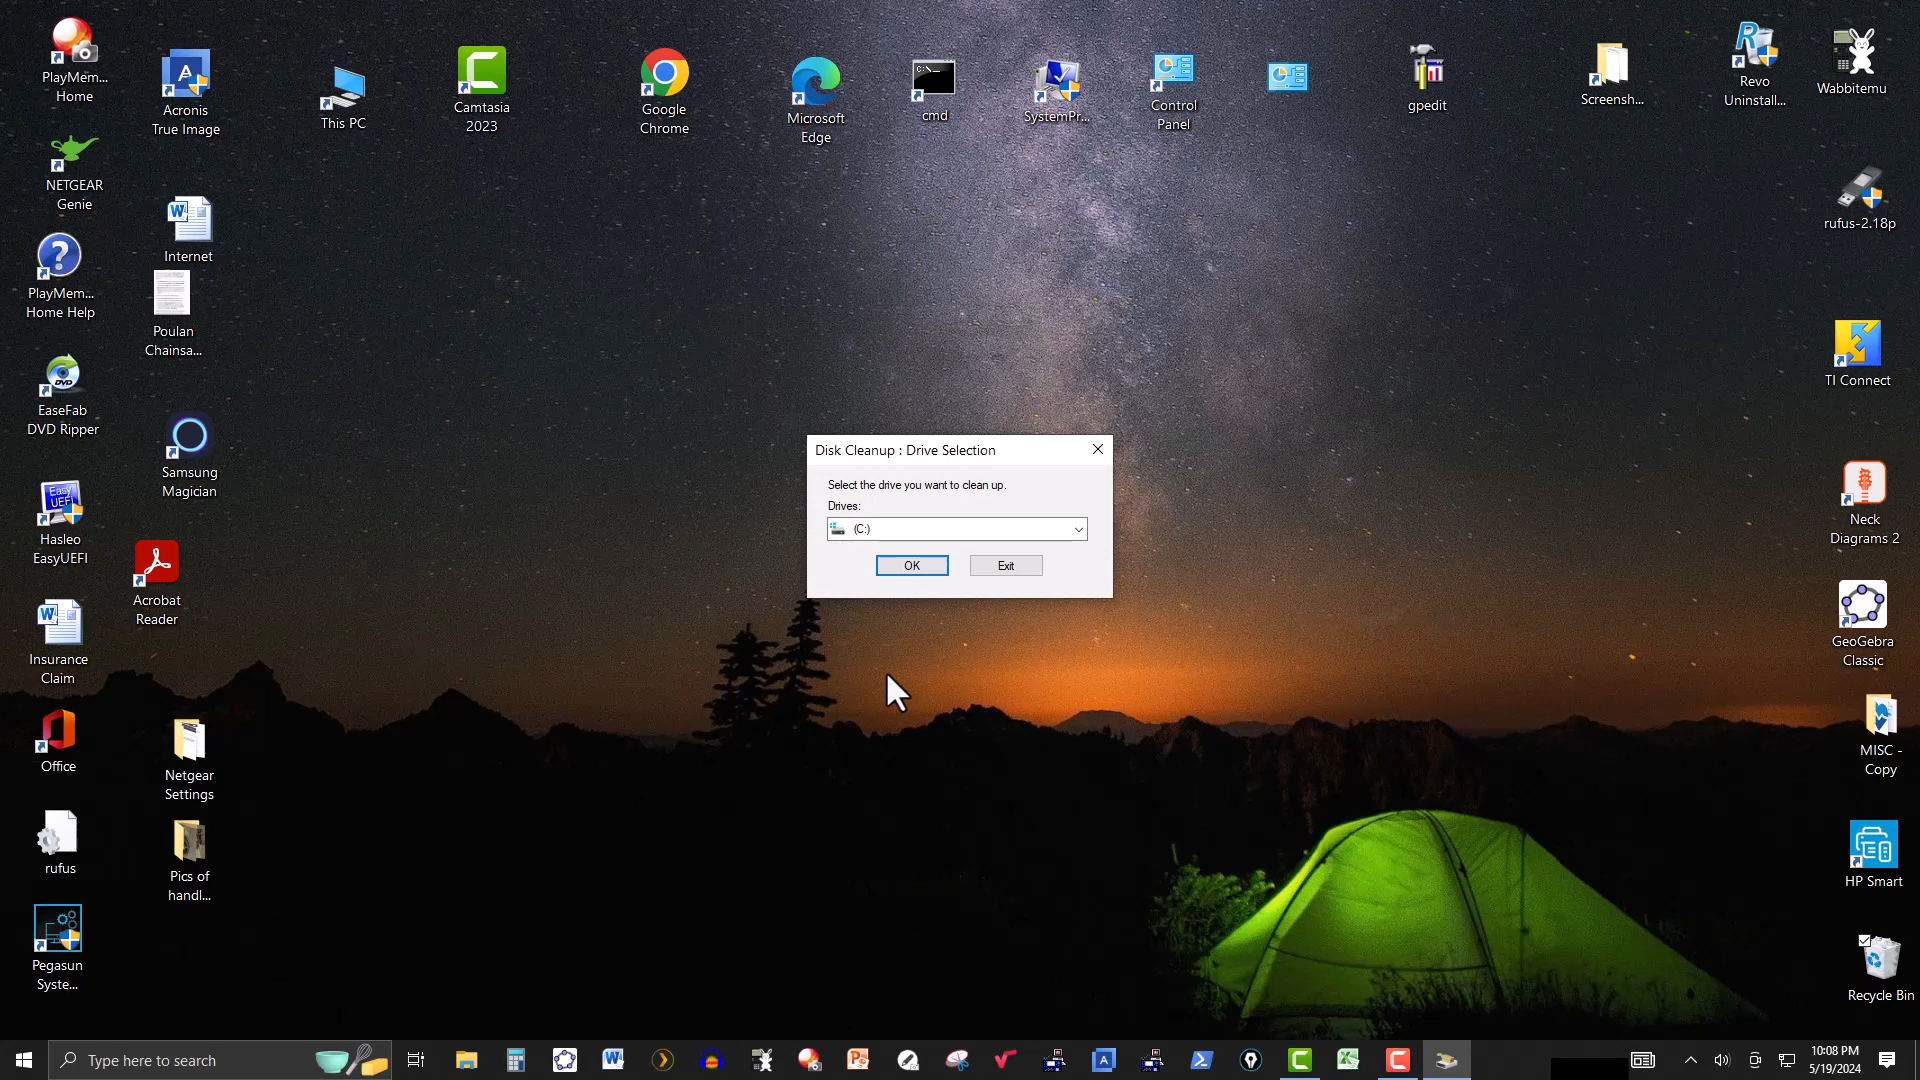 PlayMem...
Home
Acronis
True Image
This PC
Camtasia
2023
Google
Chrome
Microsoft
Edge
cmd
SystemPr...
Control
Panel
gpedit
Screensh...
Revo
Uninstall...
Wabbitemu
NETGEAR
Genie
Internet
rufus-2.18p
PlayMem...
Home Help
Poulan
Chainsa...
TI Connect
EaseFab
DVD Ripper
Samsung
Magician
Disk Cleanup : Drive Selection
Select the drive you want to clean up.
Drives:
(C:)
OK
Exit
Neck
Diagrams 2
Hasleo
EasyUEFI
Acrobat
Reader
GeoGebra
Classic
Insurance
Claim
Office
Netgear
Settings
MISC -
Copy
rufus
Pics of
handl...
HP Smart
Pegasun
Syste...
Recycle Bin
Type here to search
10:08 PM
5/19/2024